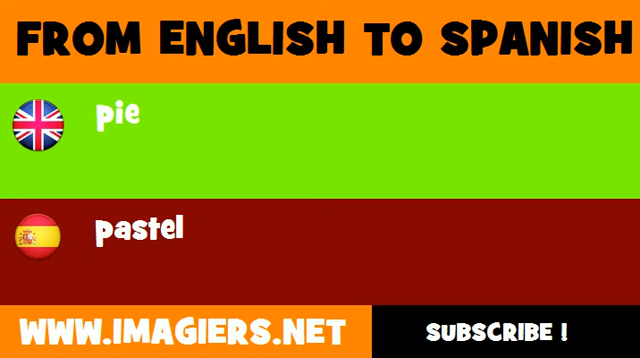 FROM ENGLISH TO SPANISH
pie
pastel
WWW.IMAGIERS.NET
SUBSCRIBE !